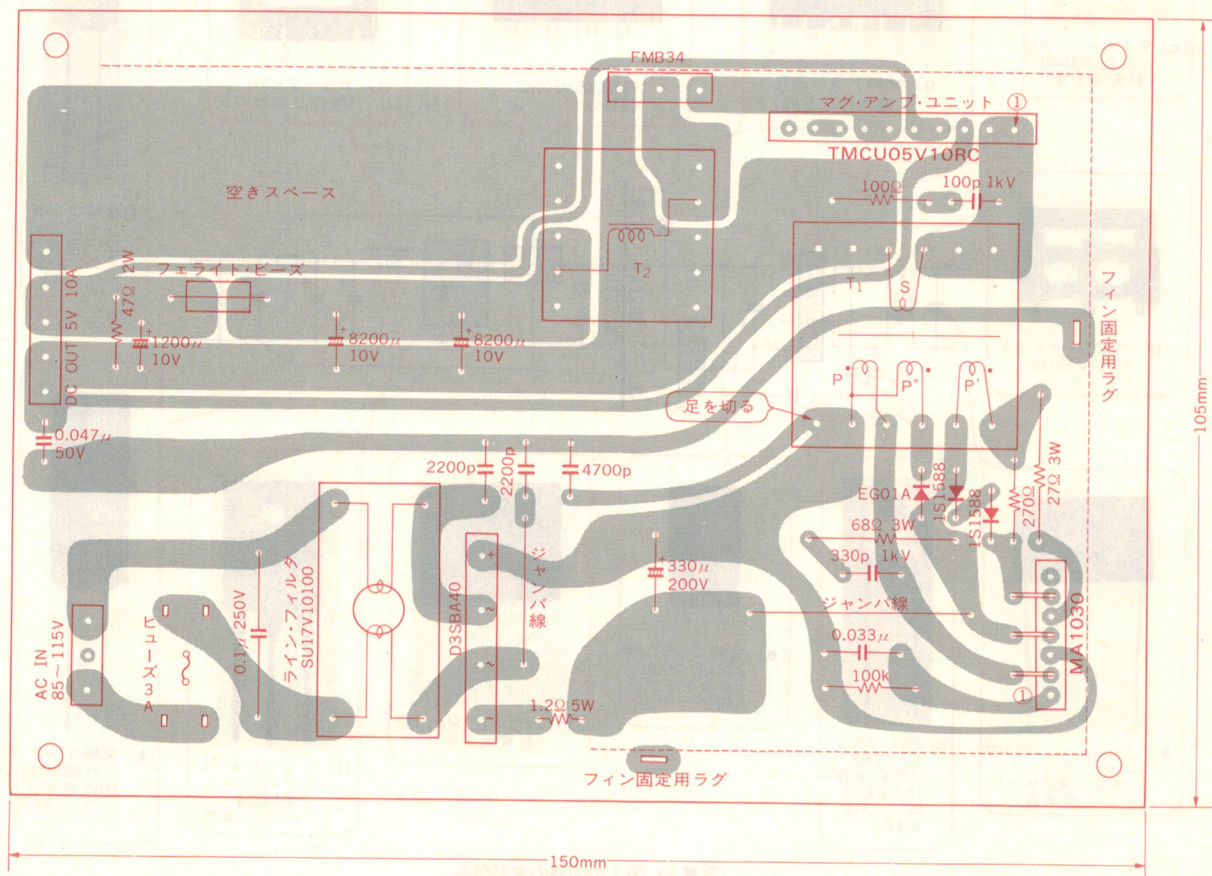 FMB34
マグ・アンプ・ユニット ①
TMCU05V10RC
空きスペース
100Ω
100p 1kV
フェライト・ビーズ
47Ω 2W
T₂
T₁
S
DC OUT 5V 10A
1200μ
10V
8200μ
10V
8200μ
10V
フィン固定用ラグ
P
P"
P'
足を切る
105mm
0.047μ
50V
2200p
2200p
4700p
EG01A
1S1588
1S1588
270Ω
27Ω 3W
68Ω 3W
330p 1kV
330μ
200V
ジャンパ線
ジャンパ線
0.033μ
100k
MA1030
①
AC IN
85～115V
ヒューズ3A
0.1μ 250V
ライン・フィルタ
SU17V10100
D3SBA40
+
~
~
−
1.2Ω 5W
フィン固定用ラグ
150mm